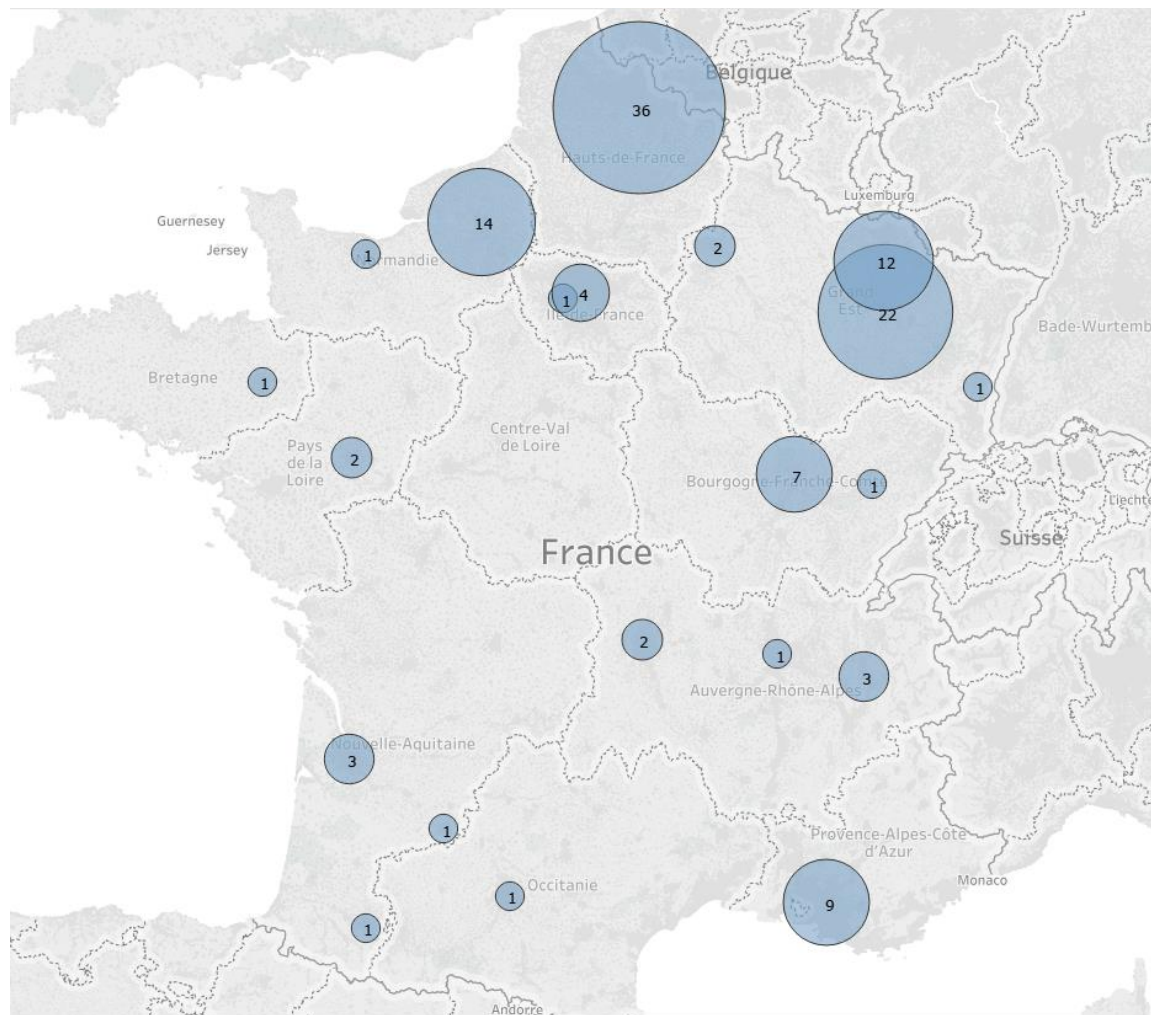 Belgique
36
Hauts-de-France
Luxemburg
Guernesey
14
Jersey
2
1
Normandie
12
4
1
Île-de-France
Grand
Est
22
Bade-Wurtemb
Bretagne
1
1
Centre-Val
de Loire
Pays
de la
Loire
2
7
Bourgogne-Franche-Comté
1
Liechte
Suisse
France
2
1
3
Auvergne-Rhône-Alpes
Nouvelle-Aquitaine
3
1
Provence-Alpes-Côte
d'Azur
Monaco
Occitanie
1
9
1
Andorre